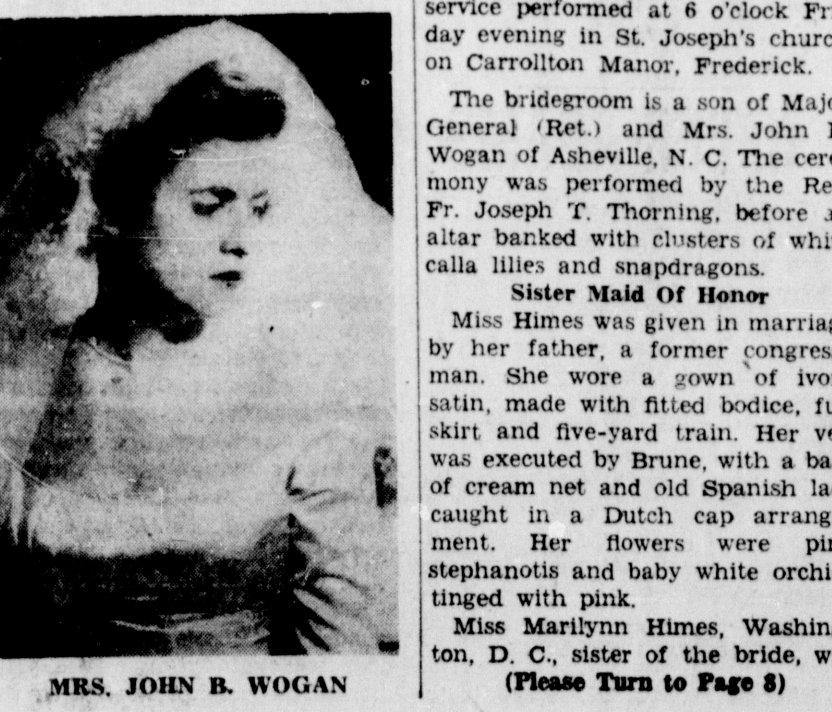 MRS. JOHN B. WOGAN
service performed at 6 o'clock Fri
day evening in St. Joseph's churc
on Carrollton Manor, Frederick.
The bridegroom is a son of Majo
General (Ret.) and Mrs. John
Wogan of Asheville, N. C. The cere
mony was performed by the Re
Fr. Joseph T. Thorning, before
altar banked with clusters of whi
calla lilies and snapdragons.
Sister Maid Of Honor
Miss Himes was given in marriag
by her father, a former congres
man. She wore a gown of ivo
satin, made with fitted bodice, fu
skirt and five-yard train. Her ve
was executed by Brune, with a ba
of cream net and old Spanish la
caught in a Dutch cap arrang
ment. Her flowers were pin
stephanotis and baby white orchi
tinged with pink.
Miss Marilynn Himes, Washin
ton, D. C., sister of the bride, w
(Please Turn to Page 8)